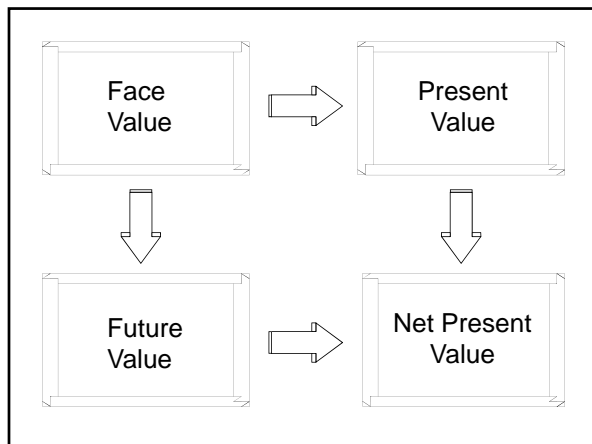 Face
Value
Present
Value
Future
Value
Net Present
Value